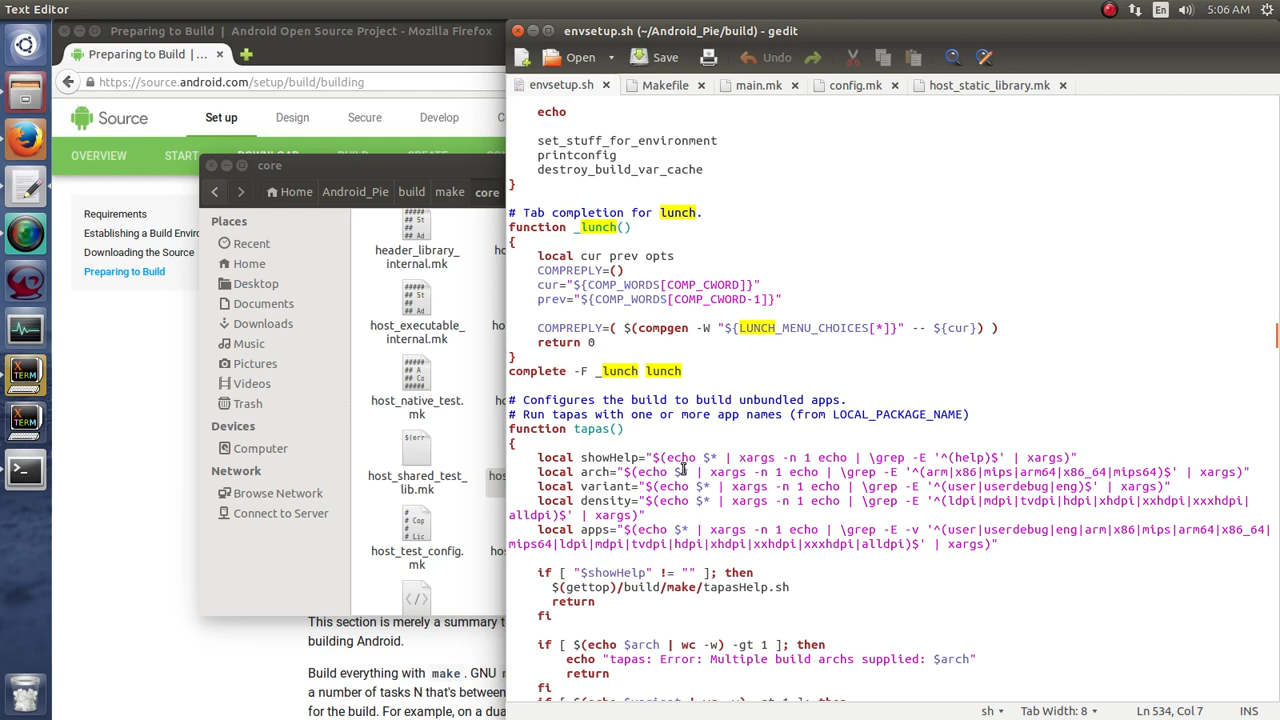 Text Editor
En
5:06 AM
Preparing to Build | Android Open Source Project - Mozilla Firefox
Preparing to Build | ...
https://source.android.com/setup/build/building
Source
Set up
Design
Secure
Develop
OVERVIEW
START
Requirements
Establishing a Build Enviro
Downloading the Source
Preparing to Build
This section is merely a summary t
building Android.
Build everything with make. GNU
a number of tasks N that's between
for the build. For example, on a dua
core
Home
Android_Pie
build
make
core
Places
Recent
Home
Desktop
Documents
Downloads
Music
Pictures
Videos
Trash
Devices
Computer
Network
Browse Network
Connect to Server
header_library_
internal.mk
host_executable_
internal.mk
host_native_test.
mk
host_shared_test_
lib.mk
host_test_config.
mk
envsetup.sh (~/Android_Pie/build) - gedit
Open
Save
Undo
envsetup.sh
Makefile
main.mk
config.mk
host_static_library.mk
echo
set_stuff_for_environment
printconfig
destroy_build_var_cache
}
# Tab completion for lunch.
function _lunch()
{
local cur prev opts
COMPREPLY=()
cur="${COMP_WORDS[COMP_CWORD]}"
prev="${COMP_WORDS[COMP_CWORD-1]}"
COMPREPLY=( $(compgen -W "${LUNCH_MENU_CHOICES[*]}" -- ${cur}) )
return 0
}
complete -F _lunch lunch
# Configures the build to build unbundled apps.
# Run tapas with one or more app names (from LOCAL_PACKAGE_NAME)
function tapas()
{
local showHelp="$(echo $* | xargs -n 1 echo | \grep -E '^(help)$' | xargs)"
local arch="$(echo $* | xargs -n 1 echo | \grep -E '^(arm|x86|mips|arm64|x86_64|mips64)$' | xargs)"
local variant="$(echo $* | xargs -n 1 echo | \grep -E '^(user|userdebug|eng)$' | xargs)"
local density="$(echo $* | xargs -n 1 echo | \grep -E '^(ldpi|mdpi|tvdpi|hdpi|xhdpi|xxhdpi|xxxhdpi|
alldpi)$' | xargs)"
local apps="$(echo $* | xargs -n 1 echo | \grep -E -v '^(user|userdebug|eng|arm|x86|mips|arm64|x86_64|
mips64|ldpi|mdpi|tvdpi|hdpi|xhdpi|xxhdpi|xxxhdpi|alldpi)$' | xargs)"
if [ "$showHelp" != "" ]; then
$(gettop)/build/make/tapasHelp.sh
return
fi
if [ $(echo $arch | wc -w) -gt 1 ]; then
echo "tapas: Error: Multiple build archs supplied: $arch"
return
fi
sh
Tab Width: 8
Ln 534, Col 7
INS